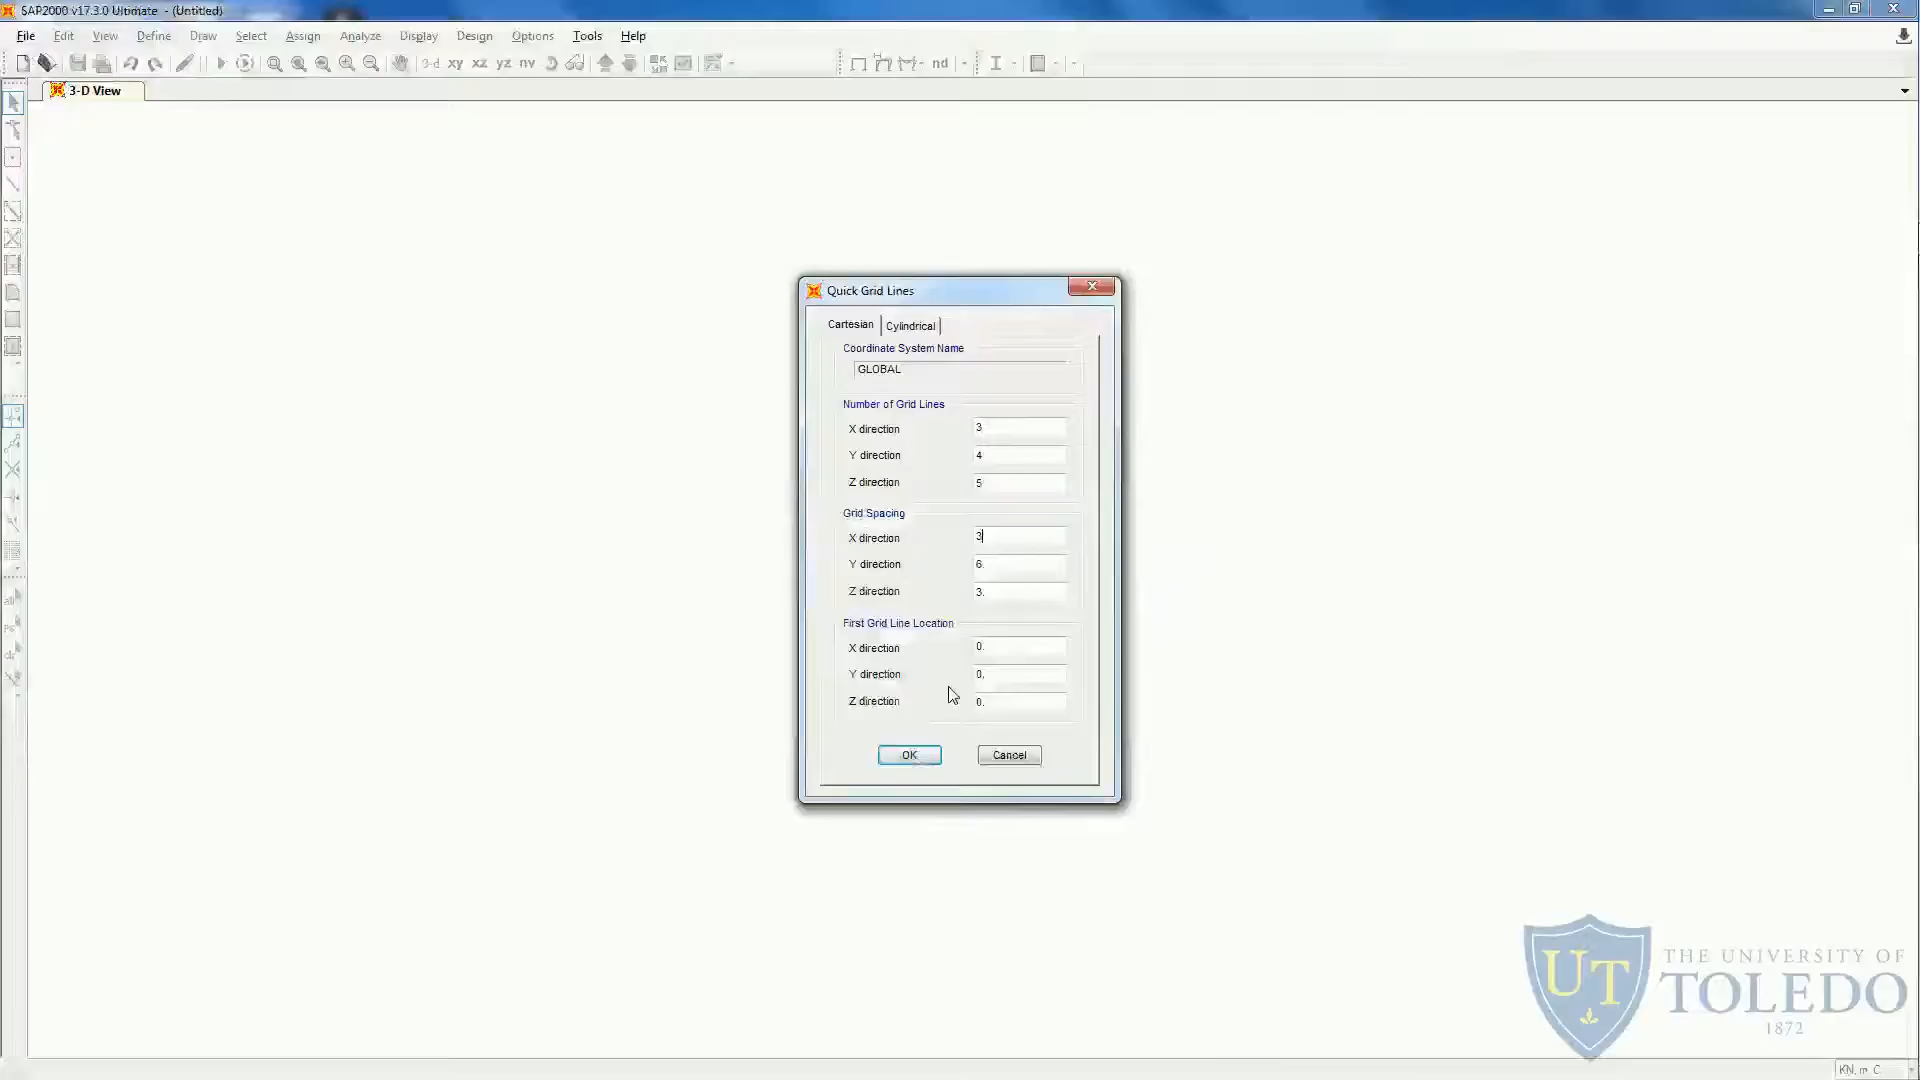 SAP2000 v17.3.0 Ultimate - (Untitled)
File Edit View Define Draw Select Assign Analyze Display Design Options Tools Help
3-d xy xz yz nv nd
3-D View
Quick Grid Lines
Cartesian Cylindrical
Coordinate System Name
GLOBAL
Number of Grid Lines
X direction 3
Y direction 4
Z direction 5
Grid Spacing
X direction 3
Y direction 6.
Z direction 3.
First Grid Line Location
X direction 0.
Y direction 0.
Z direction 0.
OK Cancel
all
clr
UT
THE UNIVERSITY OF
TOLEDO
1872
KN, m, C